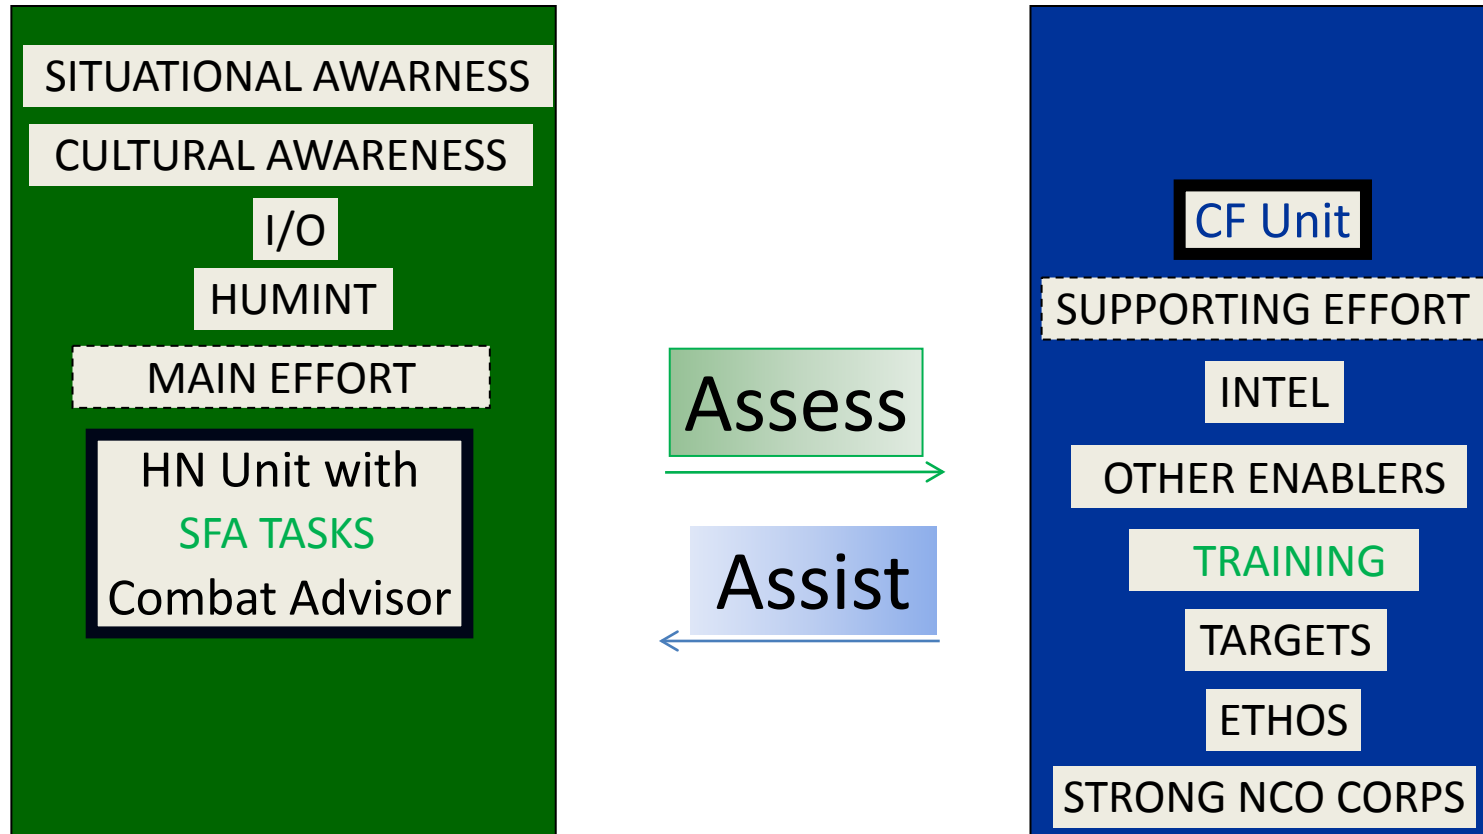 SITUATIONAL AWARNESS
CULTURAL AWARENESS
I/O
HUMINT
MAIN EFFORT
HN Unit with
SFA TASKS
Combat Advisor
Assess
Assist
CF Unit
SUPPORTING EFFORT
INTEL
OTHER ENABLERS
TRAINING
TARGETS
ETHOS
STRONG NCO CORPS